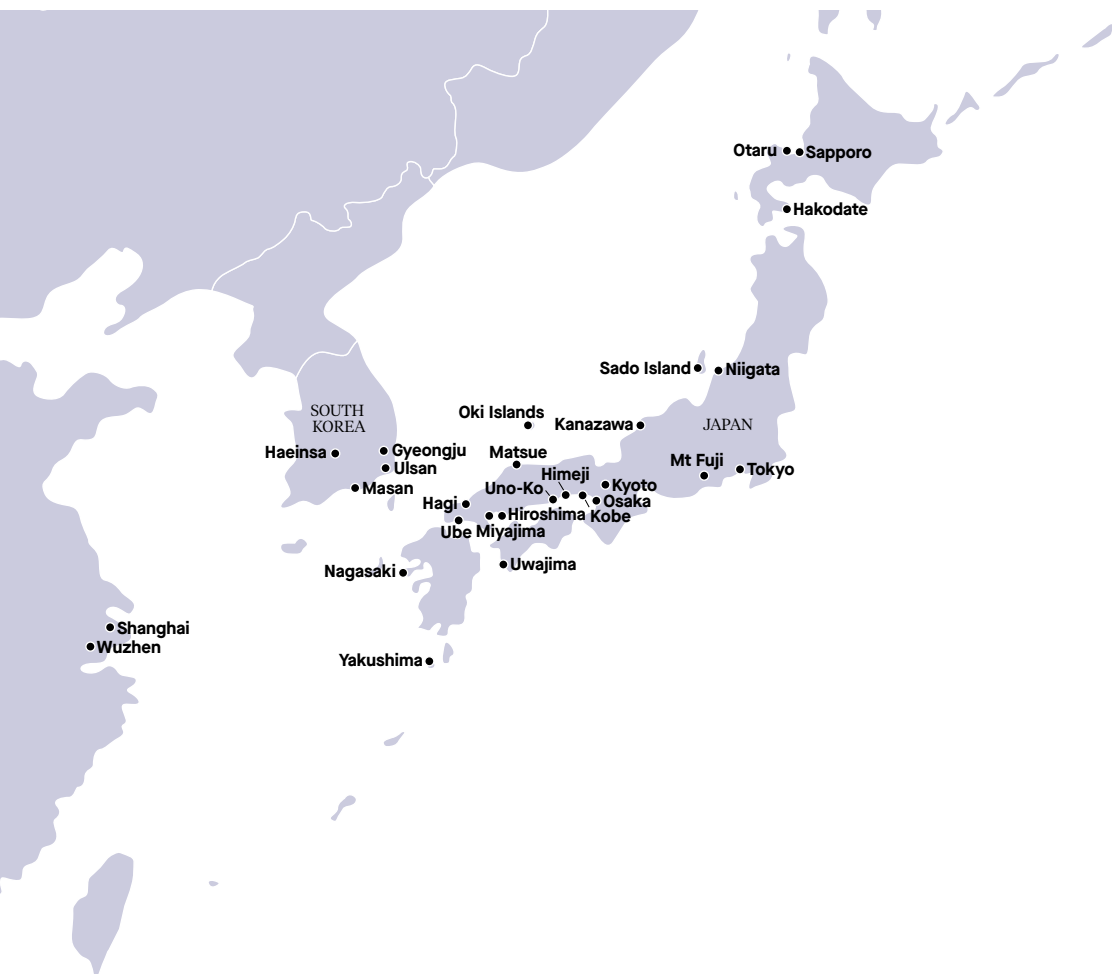 Otaru
Sapporo
Hakodate
Sado Island
Niigata
Oki Islands
Kanazawa
SOUTH
KOREA
JAPAN
Haeinsa
Gyeongju
Ulsan
Matsue
Mt Fuji
Tokyo
Himeji
Masan
Uno-Ko
Kyoto
Osaka
Hagi
Hiroshima
Kobe
Ube
Miyajima
Uwajima
Nagasaki
Shanghai
Wuzhen
Yakushima